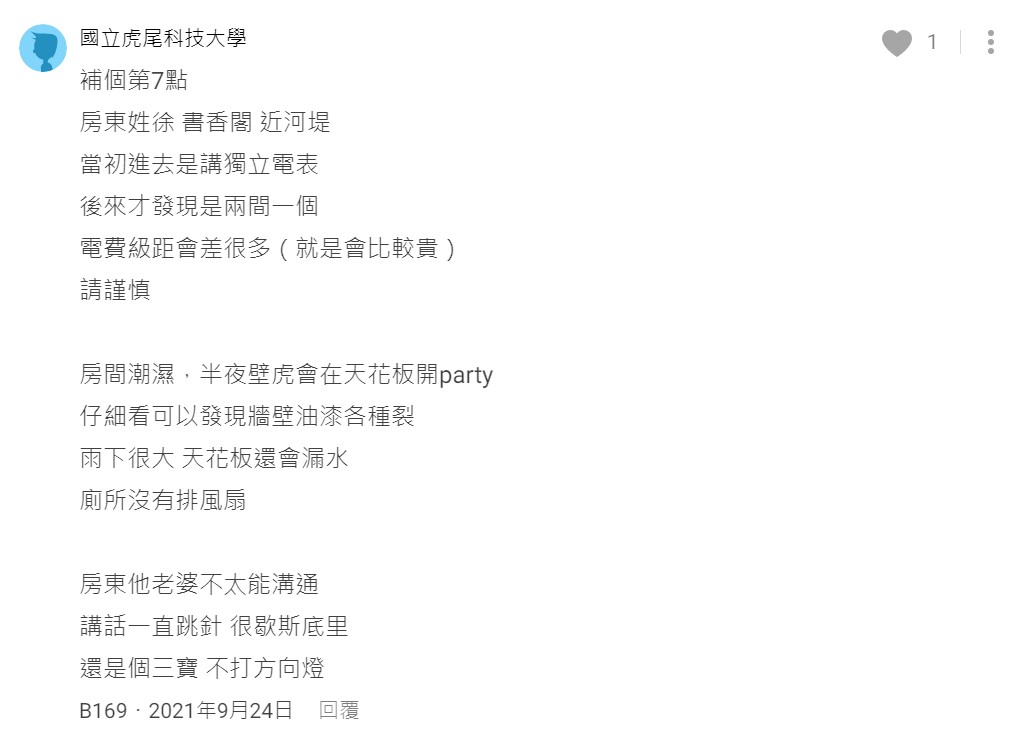 國立虎尾科技大學
1
補個第7點
房東姓徐 書香閣 近河堤
當初進去是講獨立電表
後來才發現是兩間一個
電費級距會差很多（就是會比較貴）
請謹慎
房間潮濕，半夜壁虎會在天花板開party
仔細看可以發現牆壁油漆各種裂
雨下很大 天花板還會漏水
廁所沒有排風扇
房東他老婆不太能溝通
講話一直跳針 很歇斯底里
還是個三寶 不打方向燈
B169 · 2021年9月24日 回覆